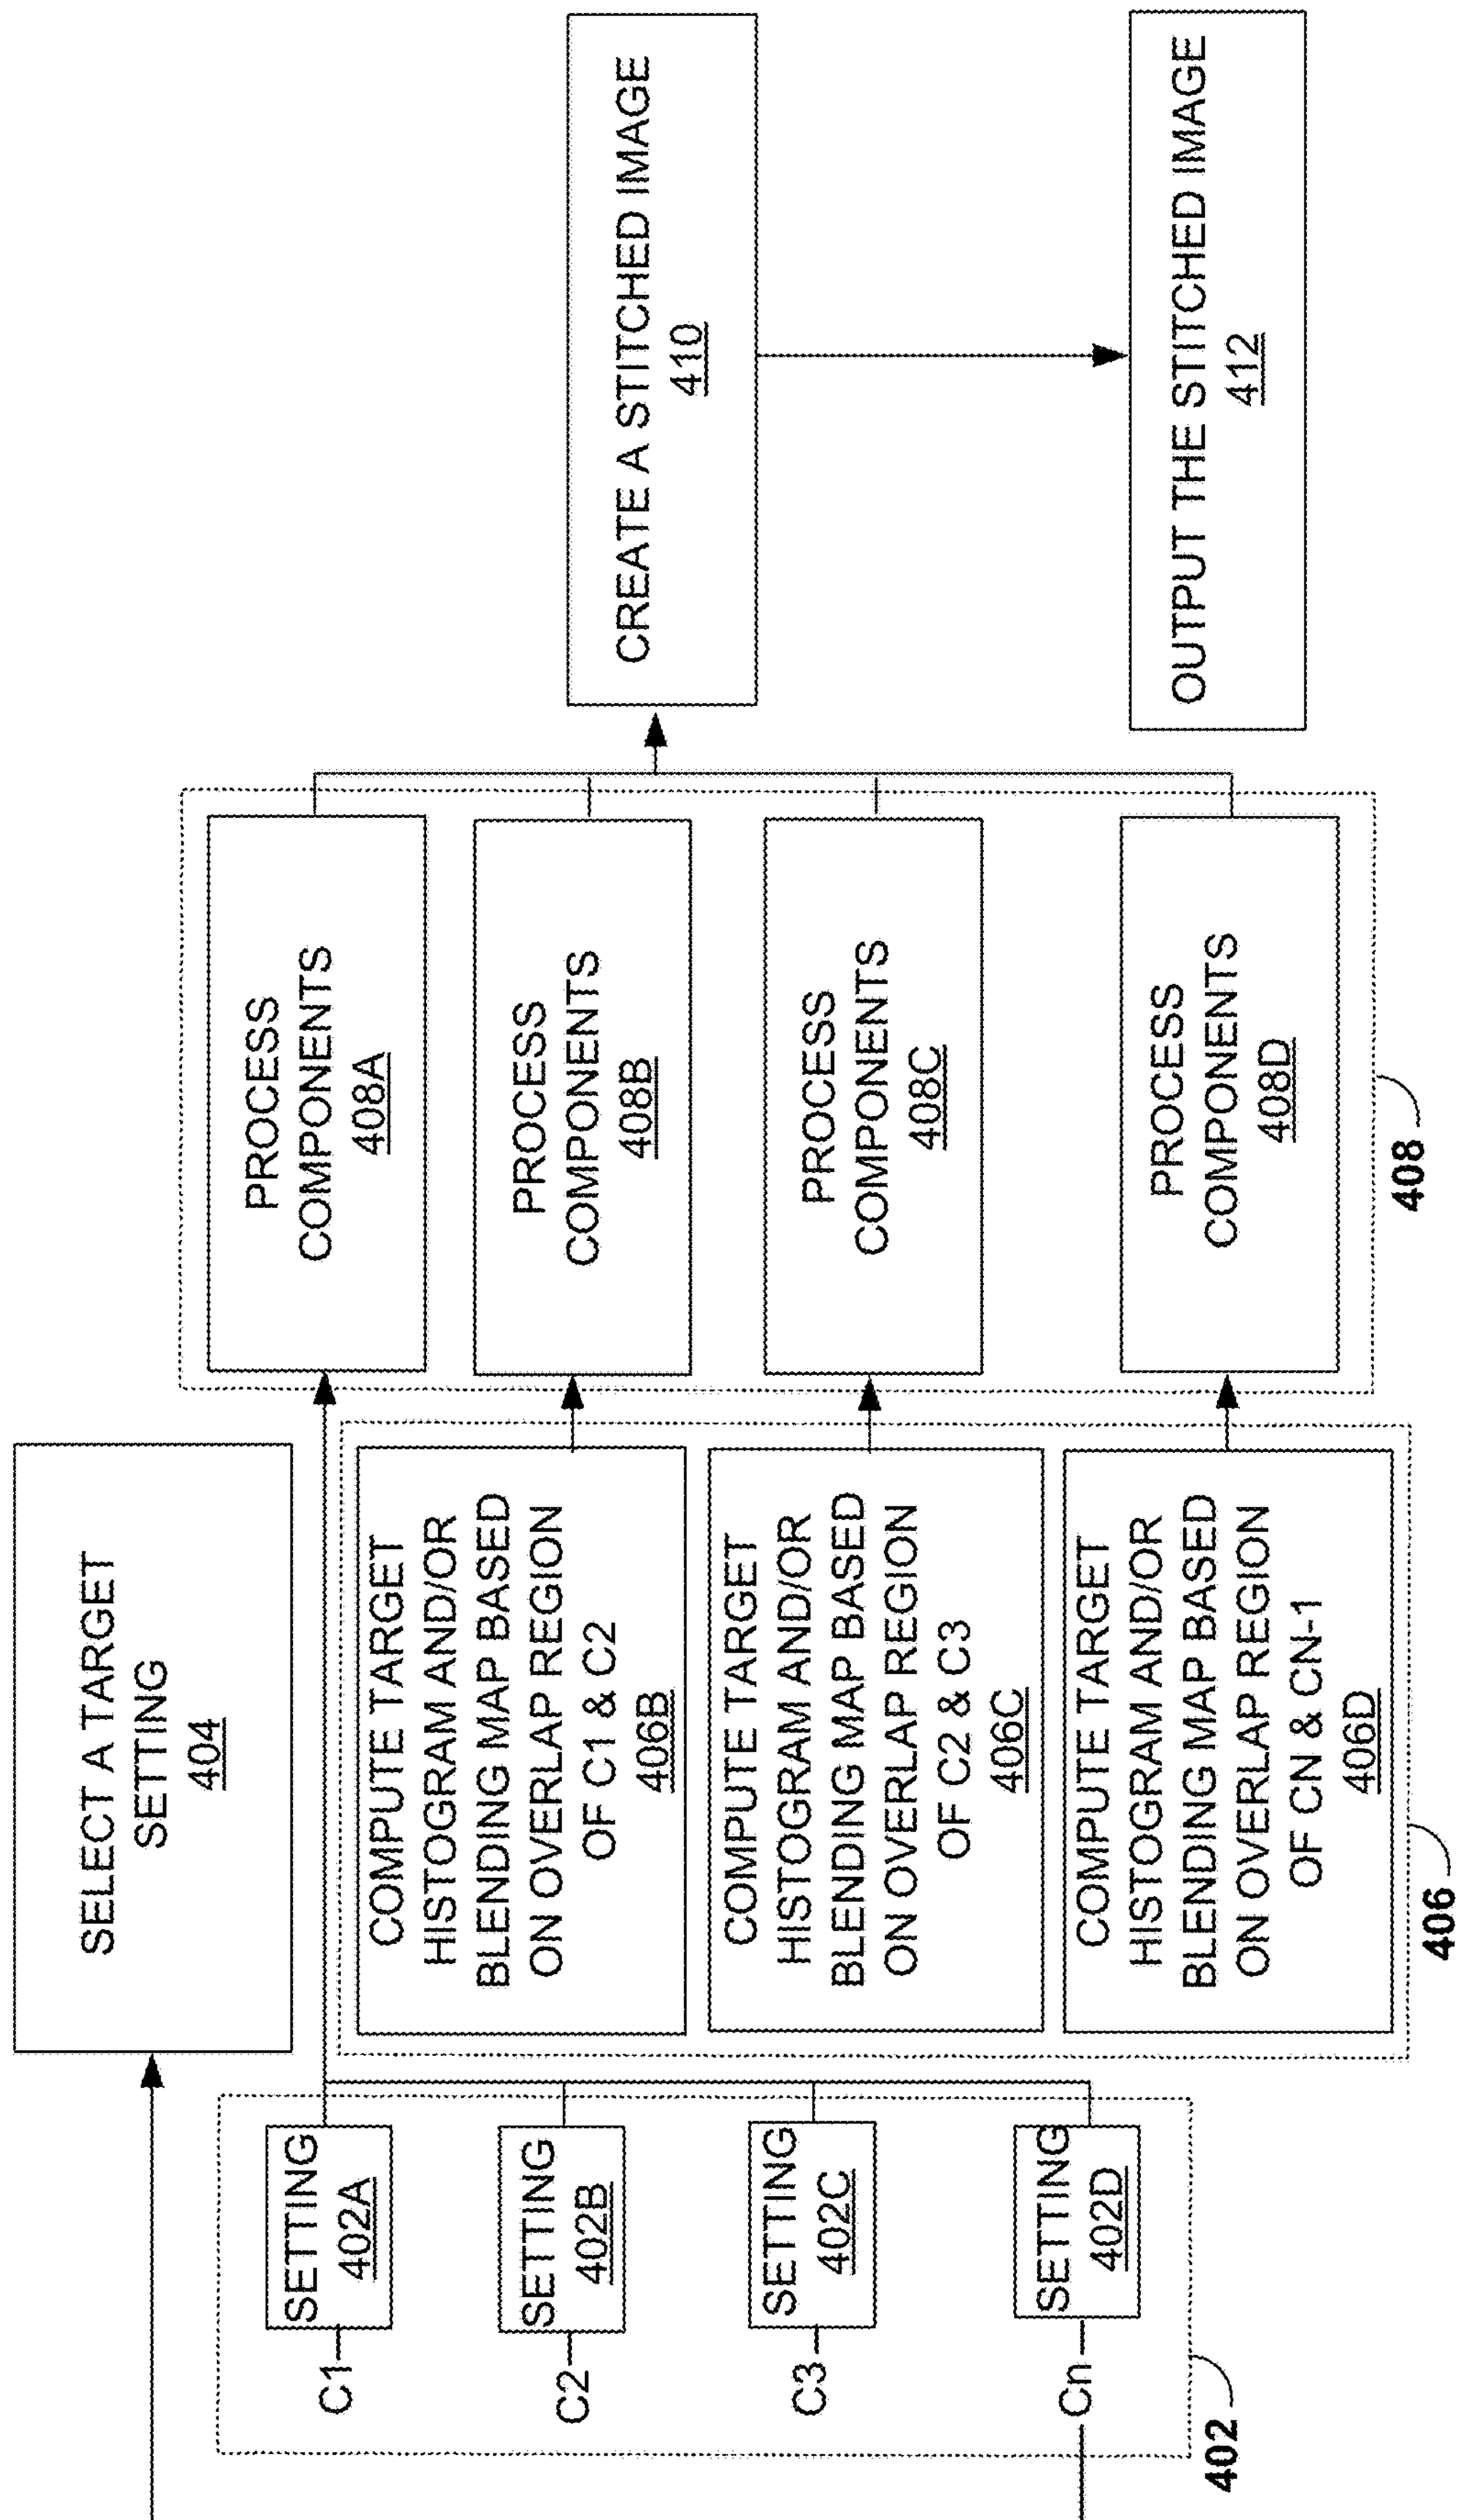 SELECT A TARGET
SETTING
404
C1
SETTING
402A
C2
SETTING
402B
C3
SETTING
402C
Cn
SETTING
402D
402
COMPUTE TARGET
HISTOGRAM AND/OR
BLENDING MAP BASED
ON OVERLAP REGION
OF C1 & C2
406B
COMPUTE TARGET
HISTOGRAM AND/OR
BLENDING MAP BASED
ON OVERLAP REGION
OF C2 & C3
406C
COMPUTE TARGET
HISTOGRAM AND/OR
BLENDING MAP BASED
ON OVERLAP REGION
OF CN & CN-1
406D
406
PROCESS
COMPONENTS
408A
PROCESS
COMPONENTS
408B
PROCESS
COMPONENTS
408C
PROCESS
COMPONENTS
408D
408
CREATE A STITCHED IMAGE
410
OUTPUT THE STITCHED IMAGE
412